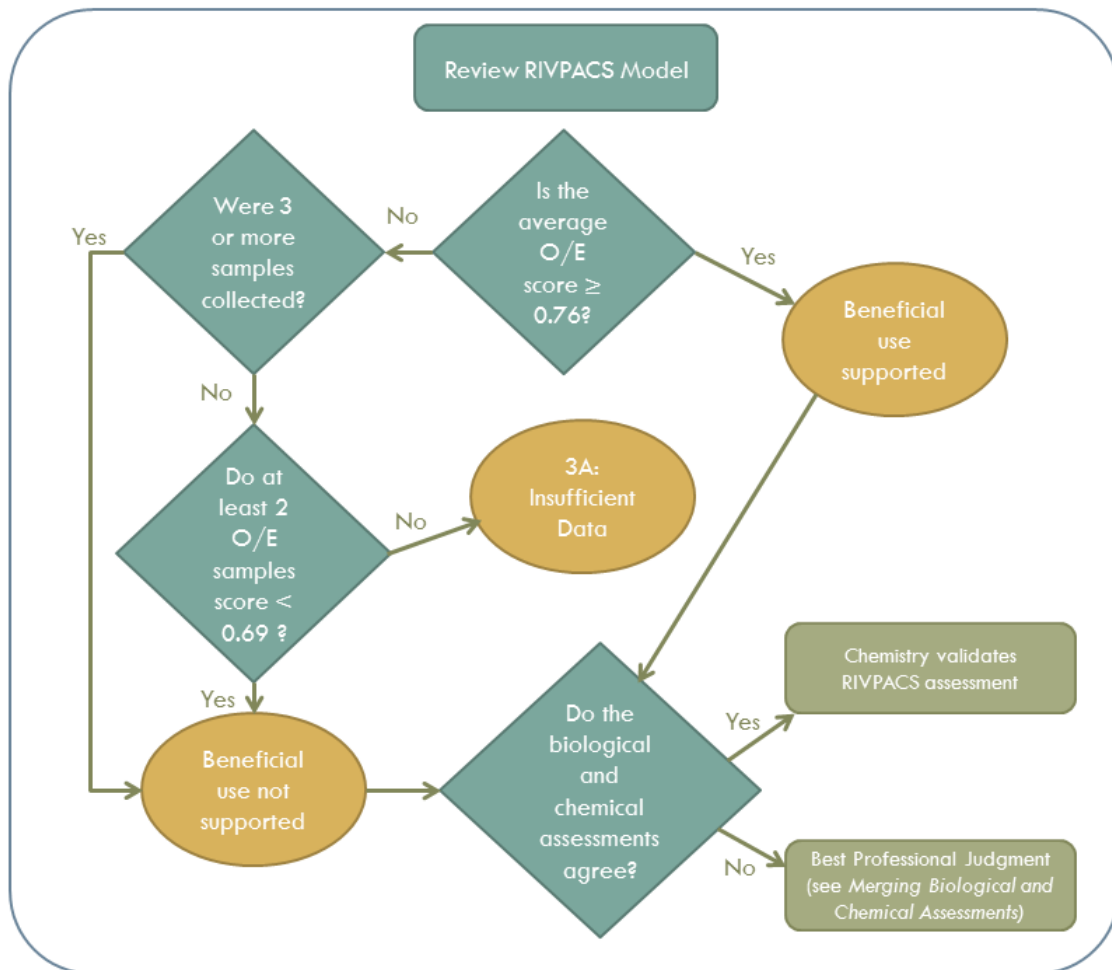 Review RIVPACS Model
Were 3
or more
samples
collected?
Yes
No
Is the
average
O/E
score ≥
0.76?
Yes
Beneficial
use
supported
No
Do at
least 2
O/E
samples
score <
0.69 ?
No
3A:
Insufficient
Data
Yes
Beneficial
use not
supported
Do the
biological
and
chemical
assessments
agree?
Yes
Chemistry validates
RIVPACS assessment
No
Best Professional Judgment
(see Merging Biological and
Chemical Assessments)